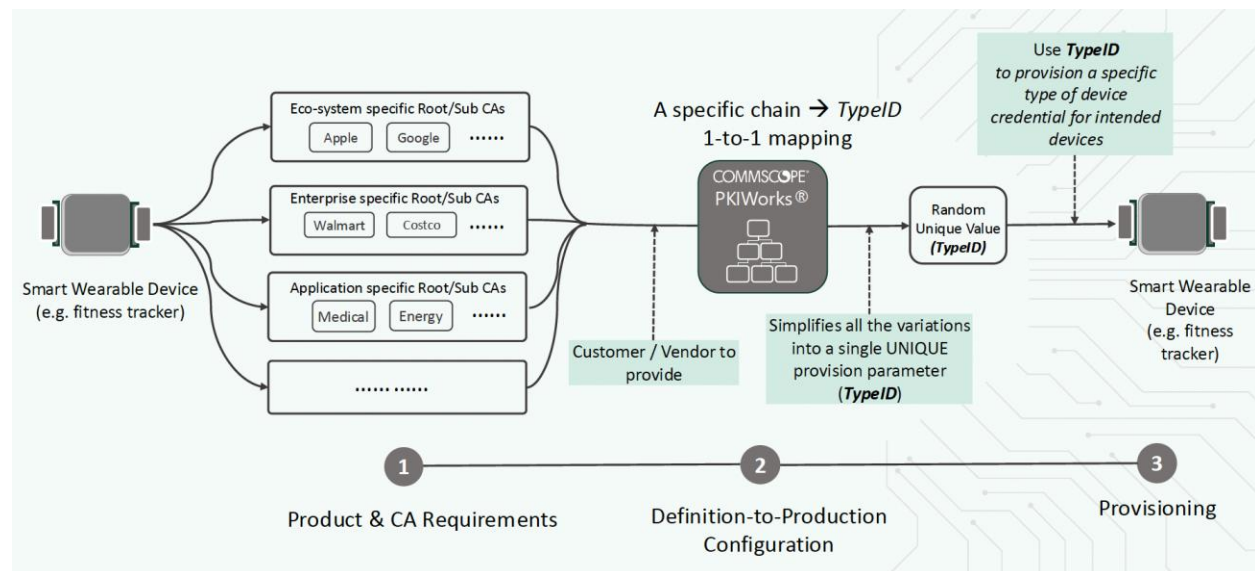 Smart Wearable Device
(e.g. fitness tracker)
Eco-system specific Root/Sub CAs
Apple
Google
......
Enterprise specific Root/Sub CAs
Walmart
Costco
......
Application specific Root/Sub CAs
Medical
Energy
......
...... ......
Customer / Vendor to
provide
A specific chain → TypeID
1-to-1 mapping
COMMSCOPE®
PKIWorks®
Simplifies all the variations
into a single UNIQUE
provision parameter
(TypeID)
Random
Unique Value
(TypeID)
Use TypeID
to provision a specific
type of device
credential for intended
devices
Smart Wearable
Device
(e.g. fitness
tracker)
1
2
3
Product & CA Requirements
Definition-to-Production
Configuration
Provisioning